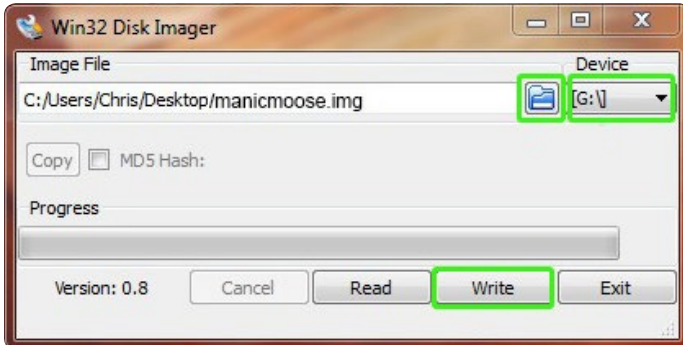 Win32 Disk Imager
Image File Device
C:/Users/Chris/Desktop/manicmoose.img [G:\]
Copy MD5 Hash:
Progress
Version: 0.8 Cancel Read Write Exit